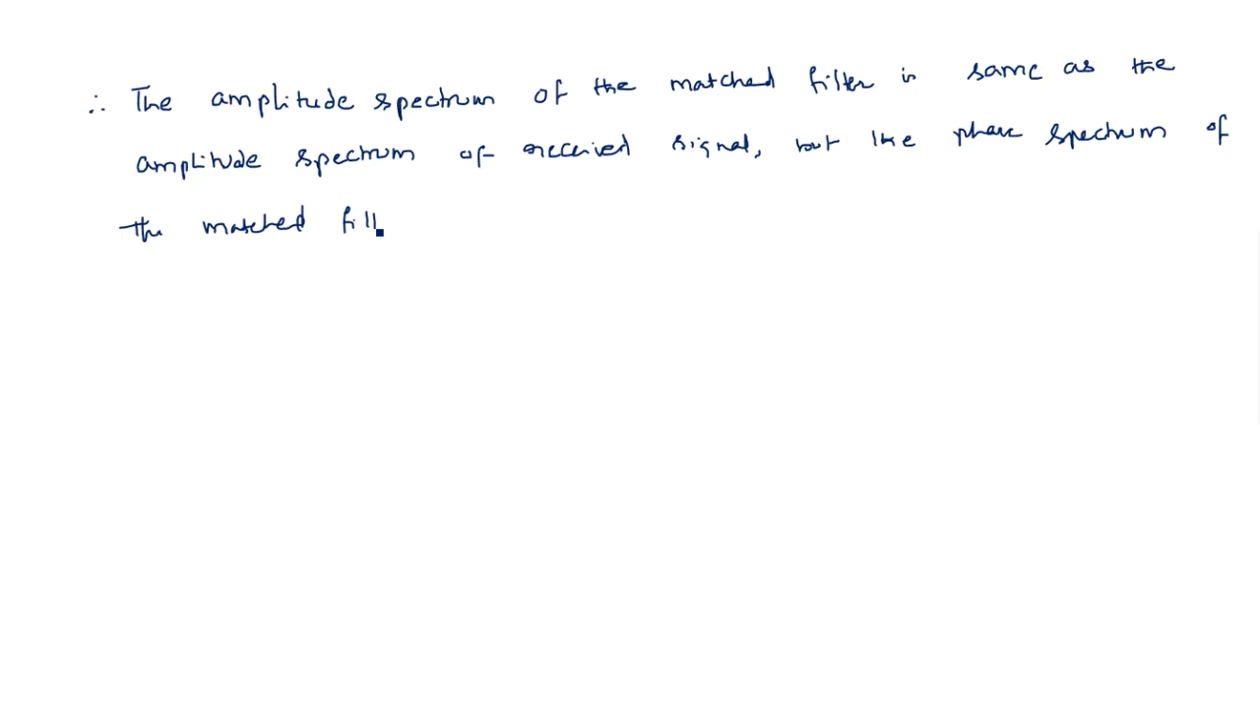 ∴ The amplitude spectrum of the matched filter is same as the
amplitude spectrum of received signal, but the phase spectrum of
the matched fill